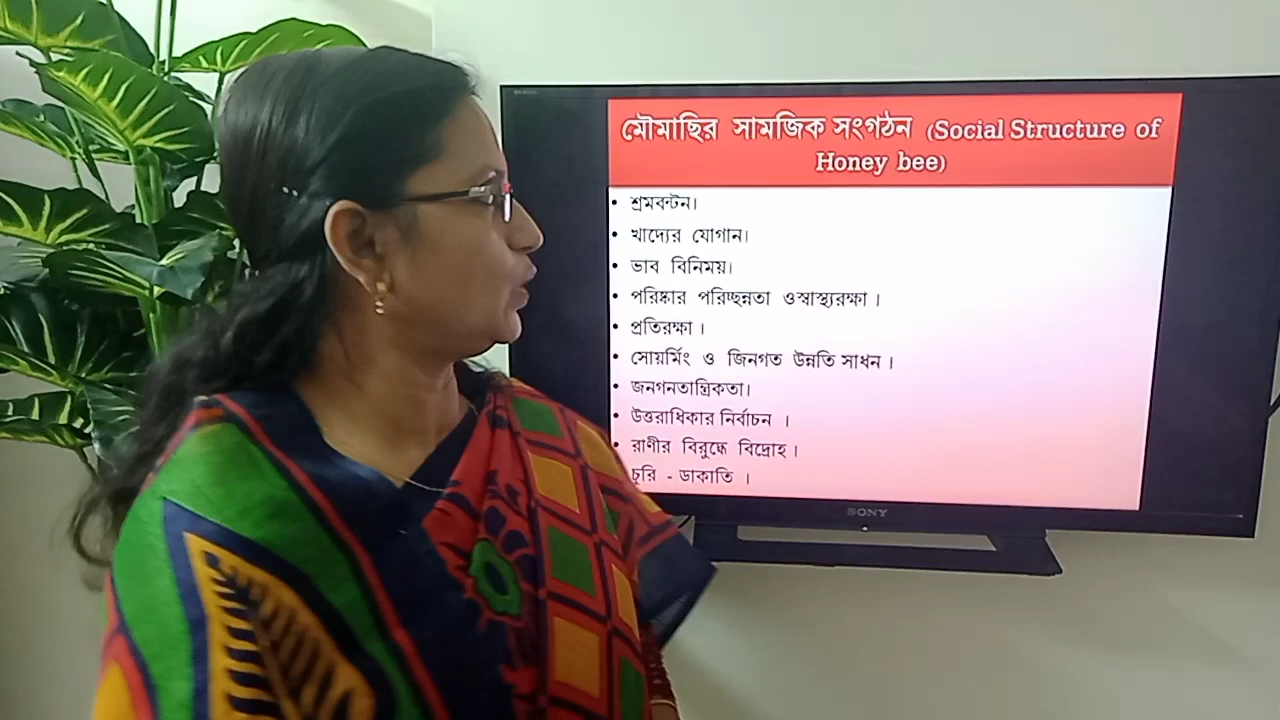 মৌমাছির সামজিক সংগঠন (Social Structure of
Honey bee)
• শ্রমবন্টন।
• খাদ্যের যোগান।
• ভাব বিনিময়।
• পরিষ্কার পরিচ্ছন্নতা ওস্বাস্থ্যরক্ষা।
• প্রতিরক্ষা।
• সোয়র্মিং ও জিনগত উন্নতি সাধন।
• জনগনতান্ত্রিকতা।
• উত্তরাধিকার নির্বাচন ।
• রাণীর বিরুদ্ধে বিদ্রোহ।
চুরি - ডাকাতি ।
SONY